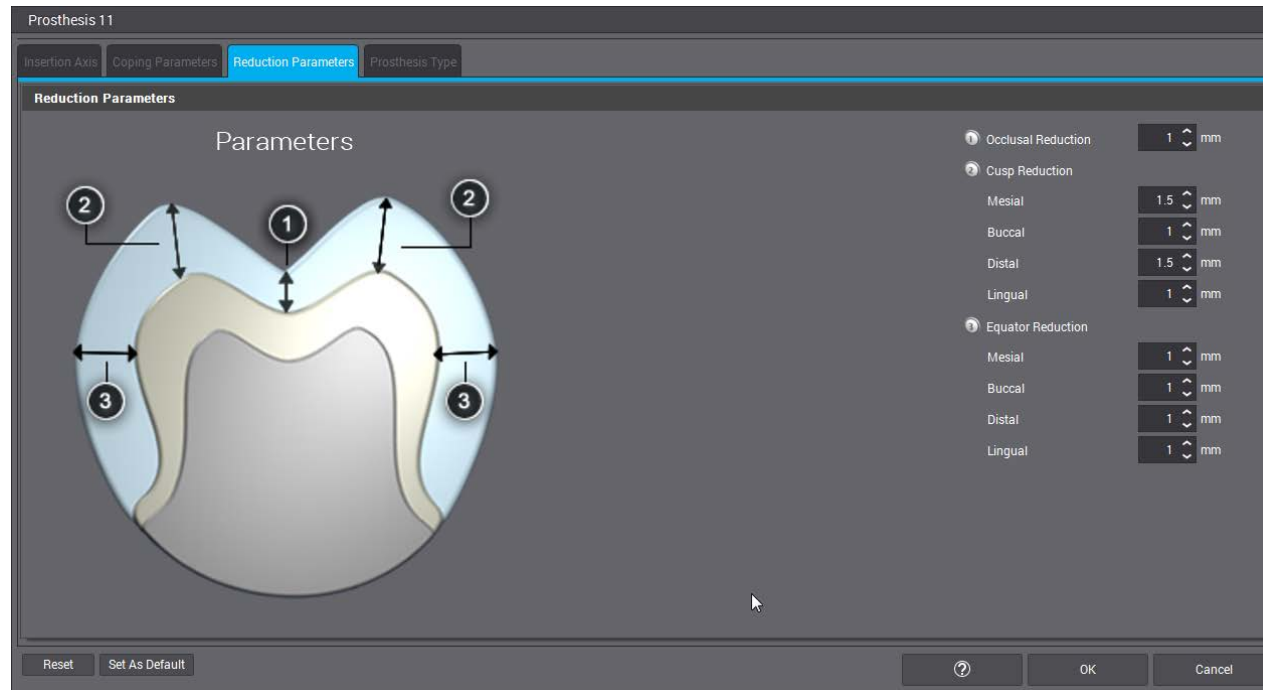 Prosthesis 11
Insertion Axis Coping Parameters Reduction Parameters Prosthesis Type
Reduction Parameters
Parameters
2 1 2
3 3
1 Occlusal Reduction 1 mm
2 Cusp Reduction
Mesial 1.5 mm
Buccal 1 mm
Distal 1.5 mm
Lingual 1 mm
3 Equator Reduction
Mesial 1 mm
Buccal 1 mm
Distal 1 mm
Lingual 1 mm
Reset Set As Default ? OK Cancel